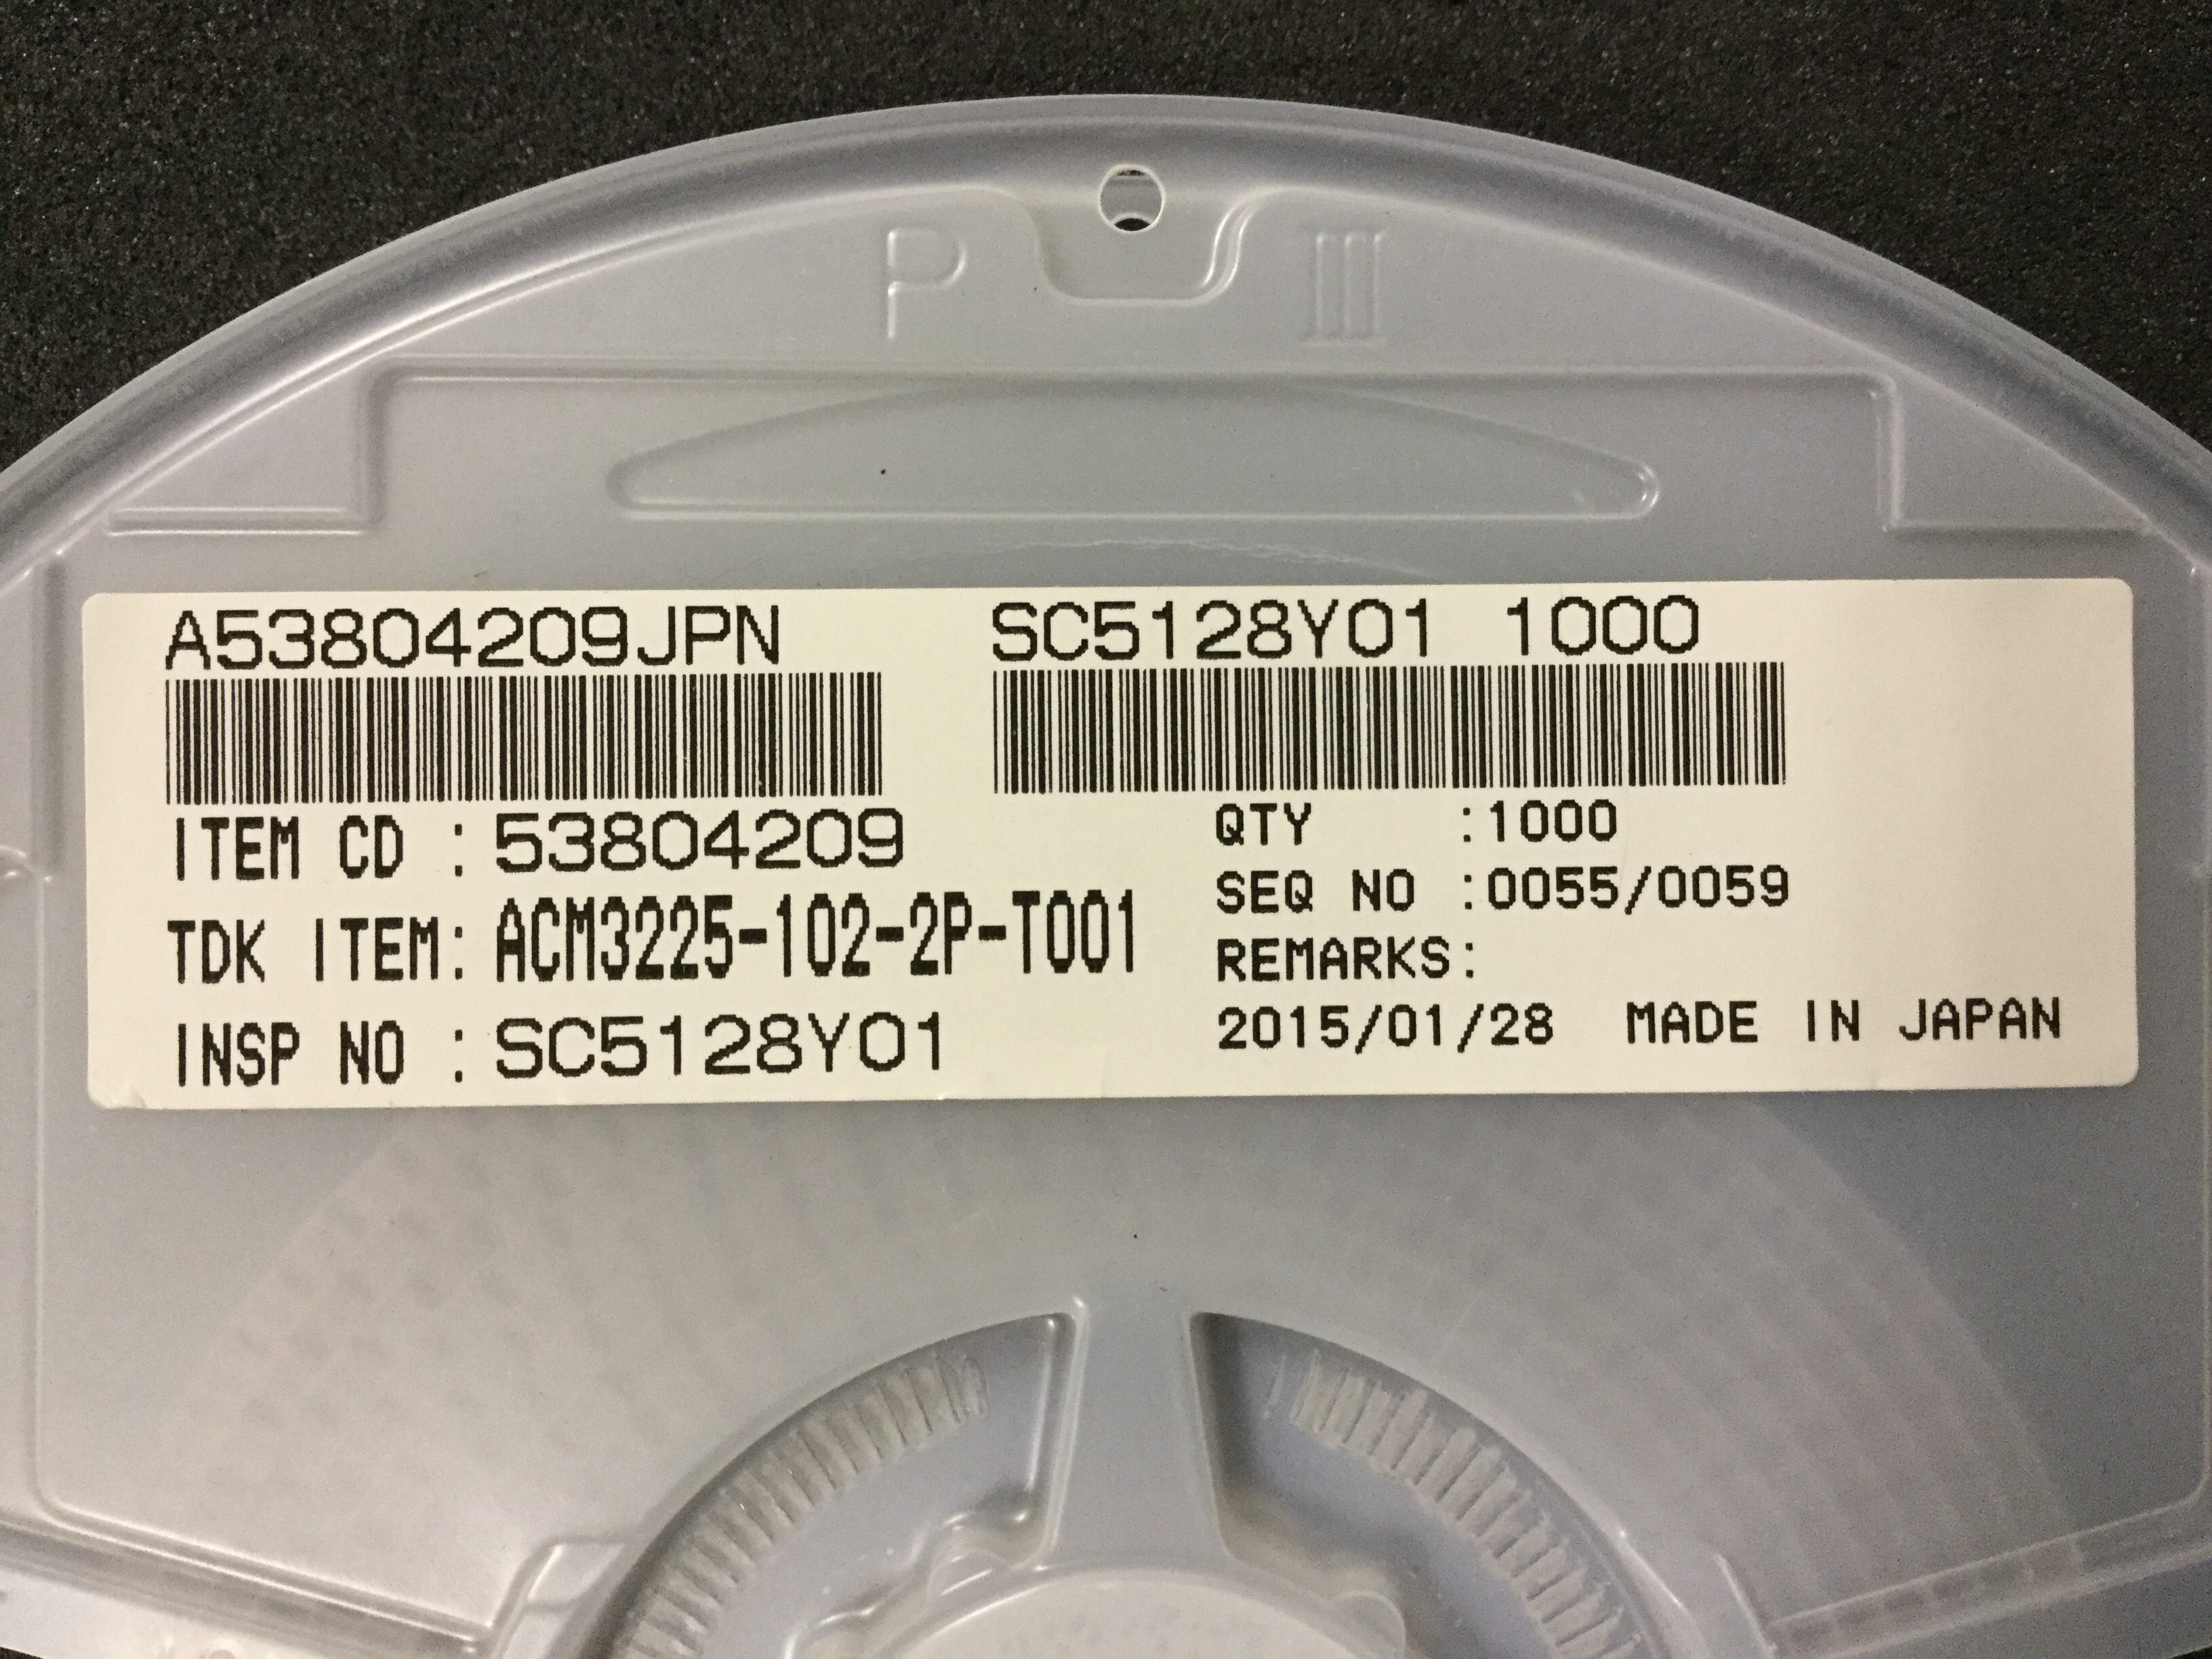 P III
A53804209JPN
SC5128Y01 1000
ITEM CD : 53804209
TDK ITEM: ACM3225-102-2P-T001
INSP NO : SC5128Y01
QTY :1000
SEQ NO :0055/0059
REMARKS:
2015/01/28 MADE IN JAPAN